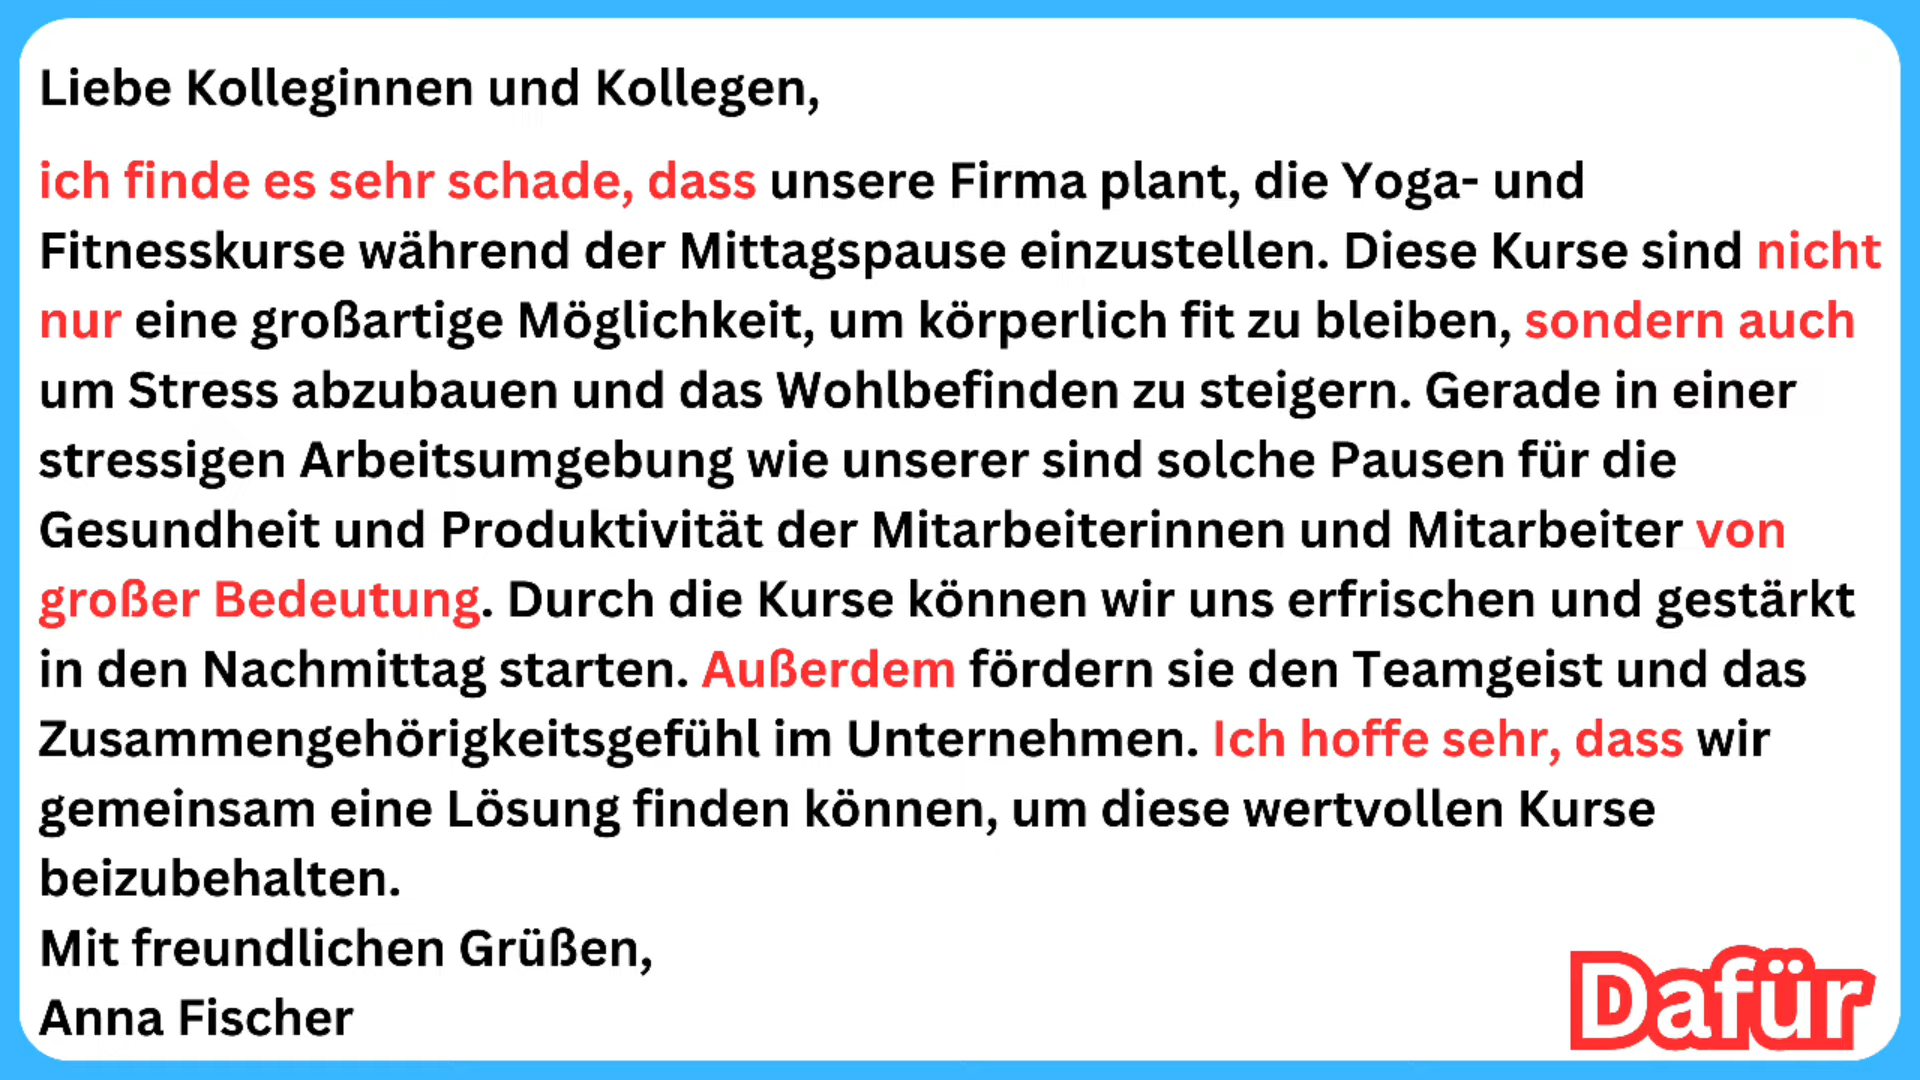 Liebe Kolleginnen und Kollegen,
ich finde es sehr schade, dass unsere Firma plant, die Yoga- und
Fitnesskurse während der Mittagspause einzustellen. Diese Kurse sind nicht
nur eine großartige Möglichkeit, um körperlich fit zu bleiben, sondern auch
um Stress abzubauen und das Wohlbefinden zu steigern. Gerade in einer
stressigen Arbeitsumgebung wie unserer sind solche Pausen für die
Gesundheit und Produktivität der Mitarbeiterinnen und Mitarbeiter von
großer Bedeutung. Durch die Kurse können wir uns erfrischen und gestärkt
in den Nachmittag starten. Außerdem fördern sie den Teamgeist und das
Zusammengehörigkeitsgefühl im Unternehmen. Ich hoffe sehr, dass wir
gemeinsam eine Lösung finden können, um diese wertvollen Kurse
beizubehalten.
Mit freundlichen Grüßen,
Anna Fischer
Dafür